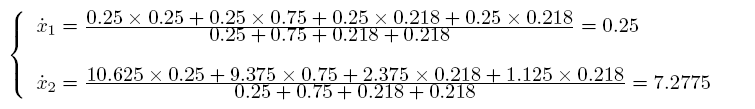 ẋ₁ = (0.25 × 0.25 + 0.25 × 0.75 + 0.25 × 0.218 + 0.25 × 0.218) / (0.25 + 0.75 + 0.218 + 0.218) = 0.25
ẋ₂ = (10.625 × 0.25 + 9.375 × 0.75 + 2.375 × 0.218 + 1.125 × 0.218) / (0.25 + 0.75 + 0.218 + 0.218) = 7.2775